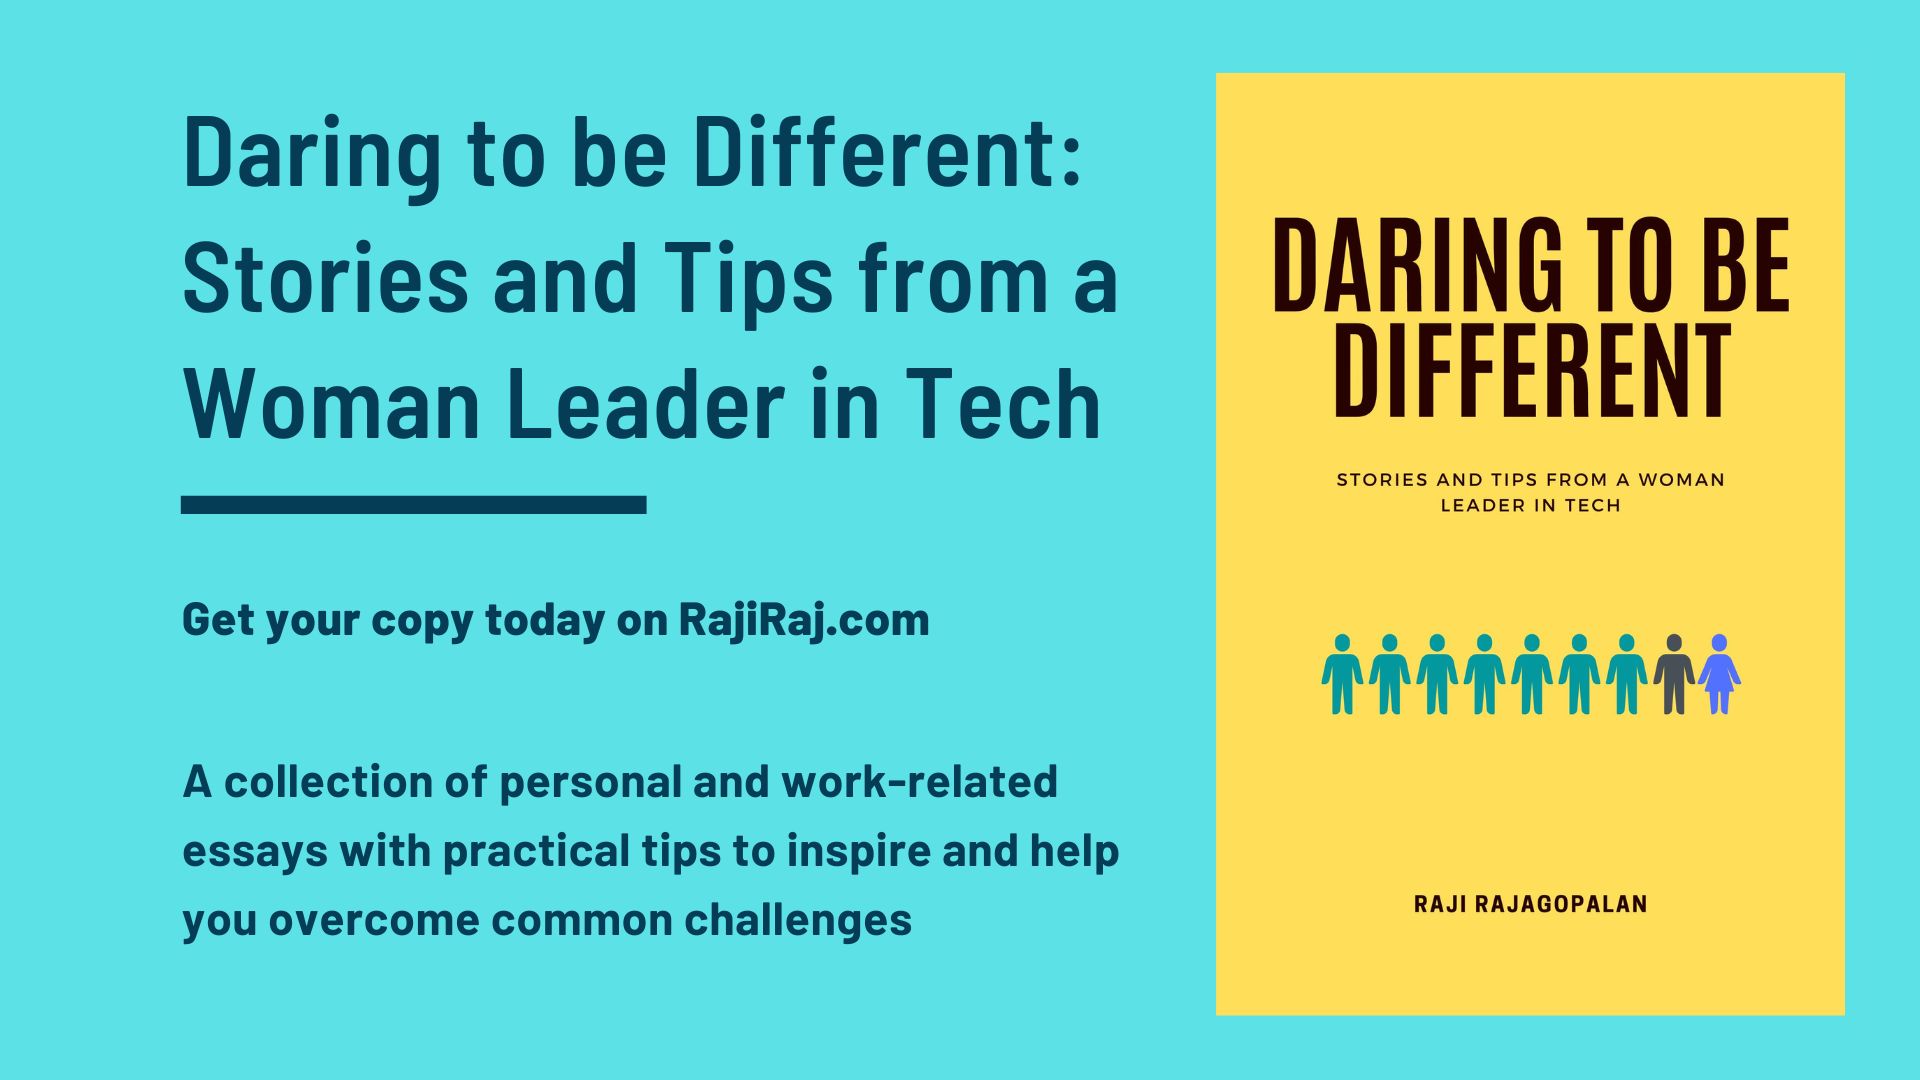 Daring to be Different:
Stories and Tips from a
Woman Leader in Tech
Get your copy today on RajiRaj.com
A collection of personal and work-related
essays with practical tips to inspire and help
you overcome common challenges
DARING TO BE
DIFFERENT
STORIES AND TIPS FROM A WOMAN
LEADER IN TECH
RAJI RAJAGOPALAN